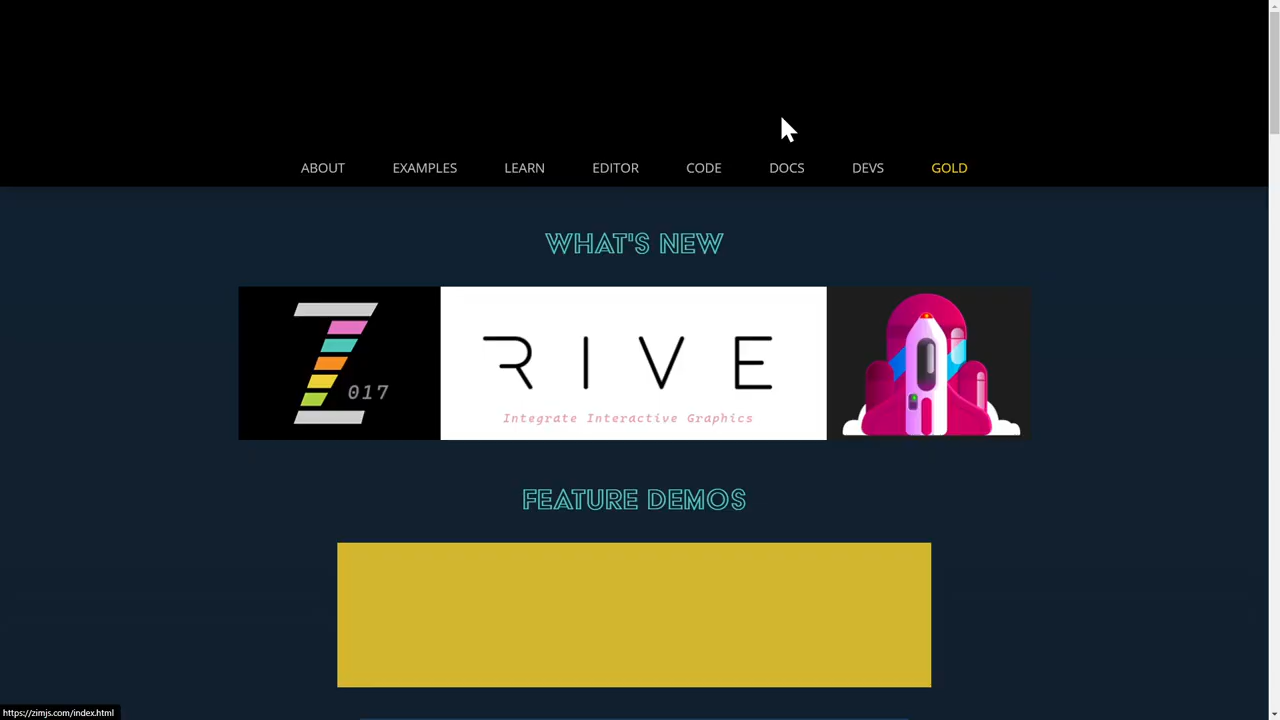 ABOUT EXAMPLES LEARN EDITOR CODE DOCS DEVS GOLD
WHAT'S NEW
Z 017
RIVE
Integrate Interactive Graphics
FEATURE DEMOS
https://zimjs.com/index.html